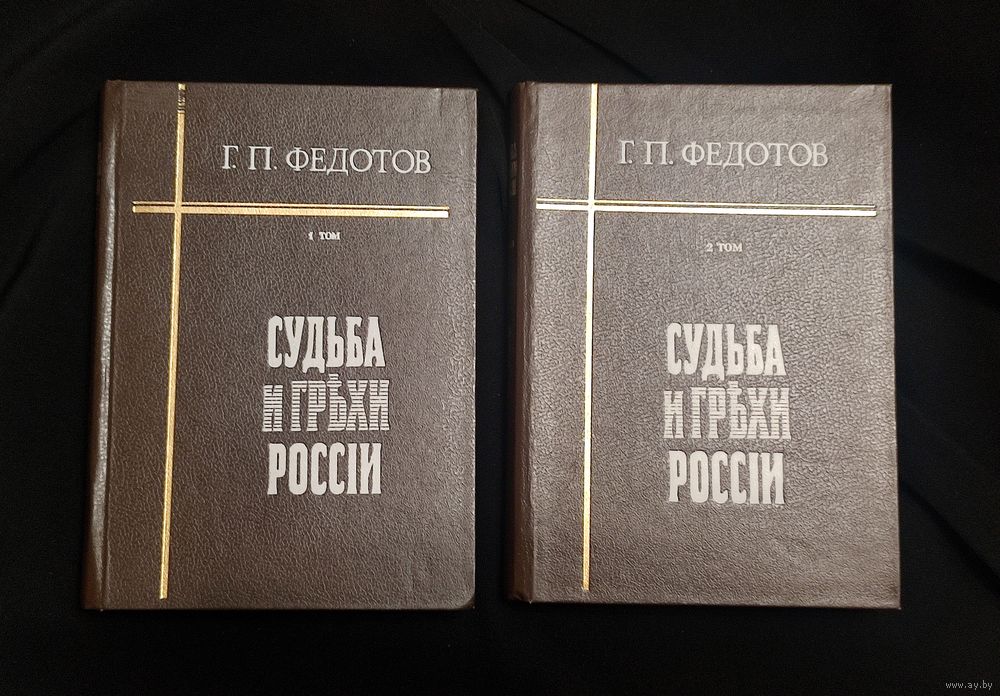 Г. П. ФЕДОТОВ
1 ТОМ
СУДЬБА
И ГРѢХИ
РОССІИ
Г. П. ФЕДОТОВ
2 ТОМ
СУДЬБА
И ГРѢХИ
РОССІИ
www.ay.by